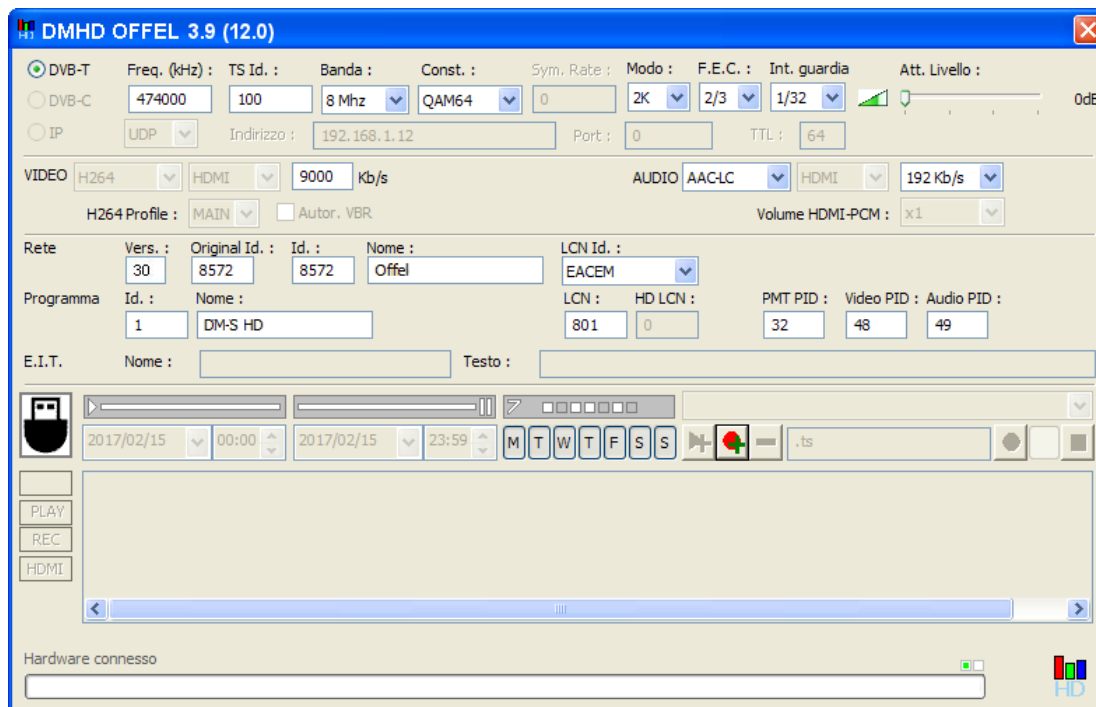 DMHD OFFEL 3.9 (12.0)
DVB-T Freq. (kHz) : TS Id. : Banda : Const. : Sym. Rate : Modo : F.E.C. : Int. guardia Att. Livello :
DVB-C 474000 100 8 Mhz QAM64 0 2K 2/3 1/32 0dB
IP UDP Indirizzo : 192.168.1.12 Port : 0 TTL : 64
VIDEO H264 HDMI 9000 Kb/s AUDIO AAC-LC HDMI 192 Kb/s
H264 Profile : MAIN Autor. VBR Volume HDMI-PCM : x1
Rete Vers. : Original Id. : Id. : Nome : LCN Id. :
30 8572 8572 Offel EACEM
Programma Id. : Nome : LCN : HD LCN : PMT PID : Video PID : Audio PID :
1 DM-S HD 801 0 32 48 49
E.I.T. Nome : Testo :
7
2017/02/15 00:00 2017/02/15 23:59 M T W T F S S .ts
PLAY
REC
HDMI
Hardware connesso
HD